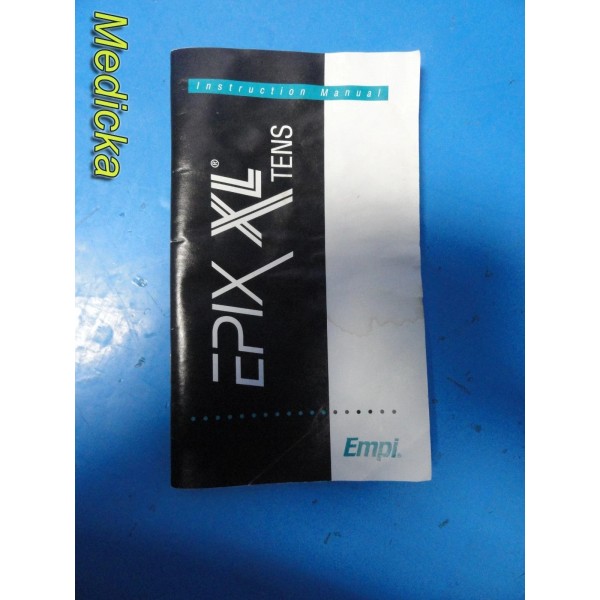 Medicka
Instruction Manual
EPIX XL®
TENS
Empi®